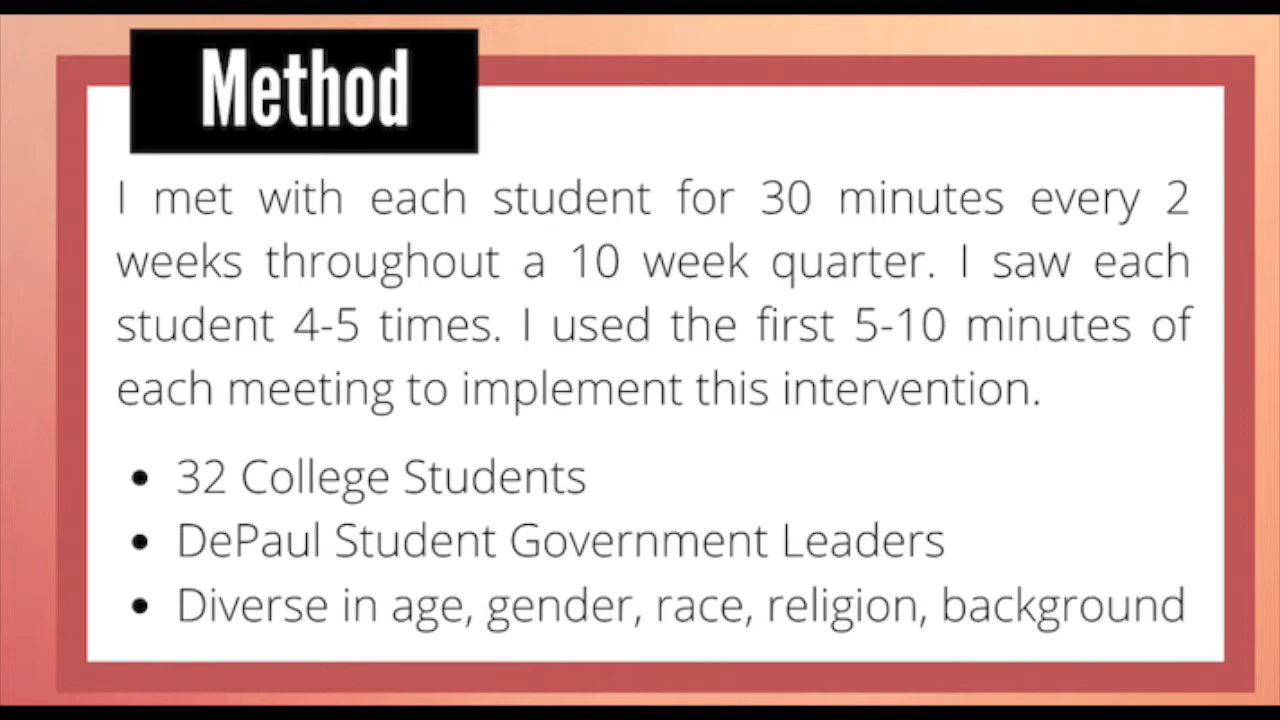 Method
I met with each student for 30 minutes every 2
weeks throughout a 10 week quarter. I saw each
student 4-5 times. I used the first 5-10 minutes of
each meeting to implement this intervention.
• 32 College Students
• DePaul Student Government Leaders
• Diverse in age, gender, race, religion, background